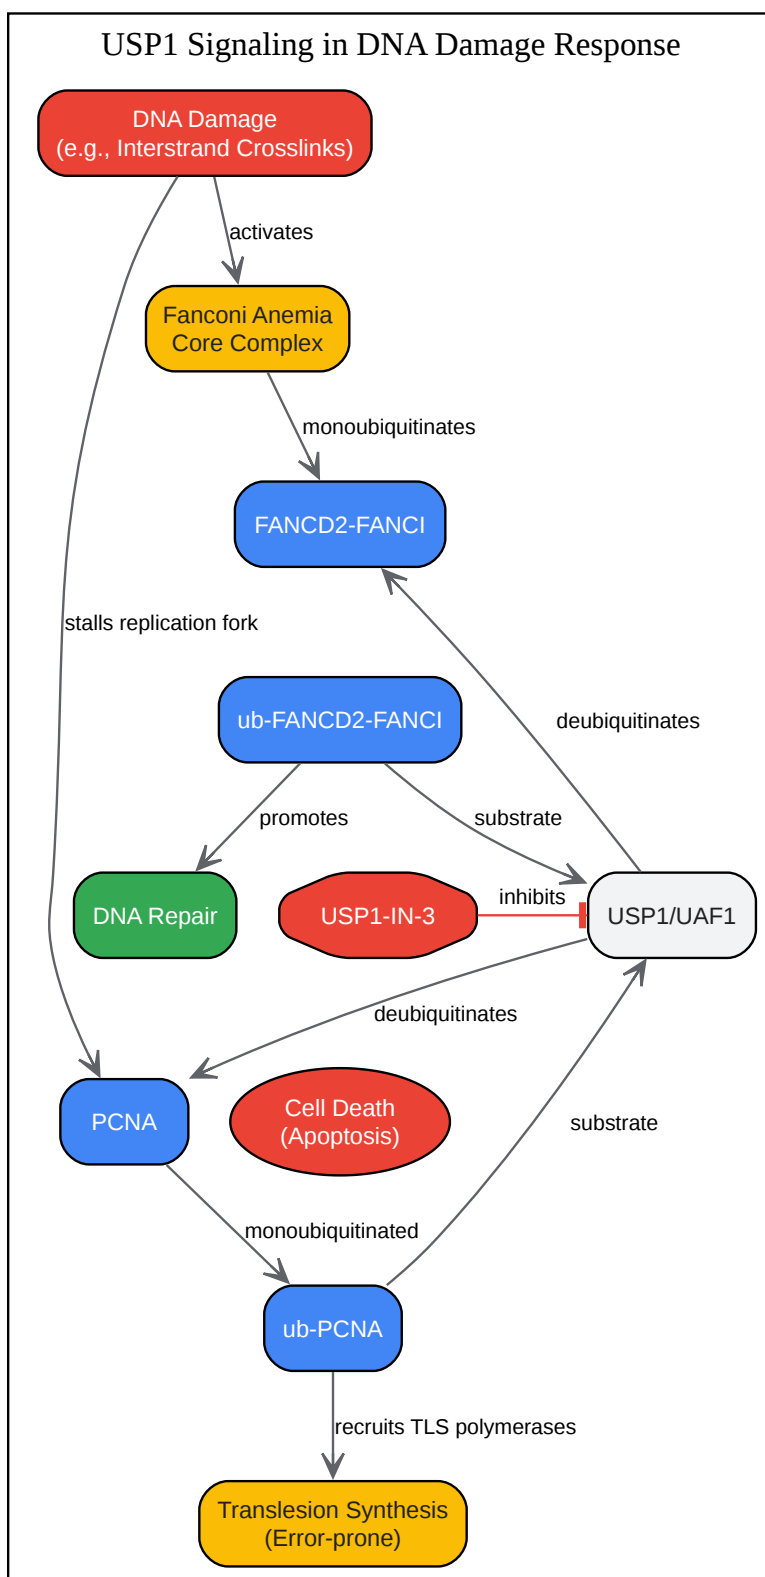 USP1 Signaling in DNA Damage Response
DNA Damage
(e.g., Interstrand Crosslinks)
activates
Fanconi Anemia
Core Complex
monoubiquitinates
FANCD2-FANCI
stalls replication fork
ub-FANCD2-FANCI
deubiquitinates
promotes
substrate
DNA Repair
USP1-IN-3
inhibits
USP1/UAF1
deubiquitinates
PCNA
Cell Death
(Apoptosis)
substrate
monoubiquitinated
ub-PCNA
recruits TLS polymerases
Translesion Synthesis
(Error-prone)